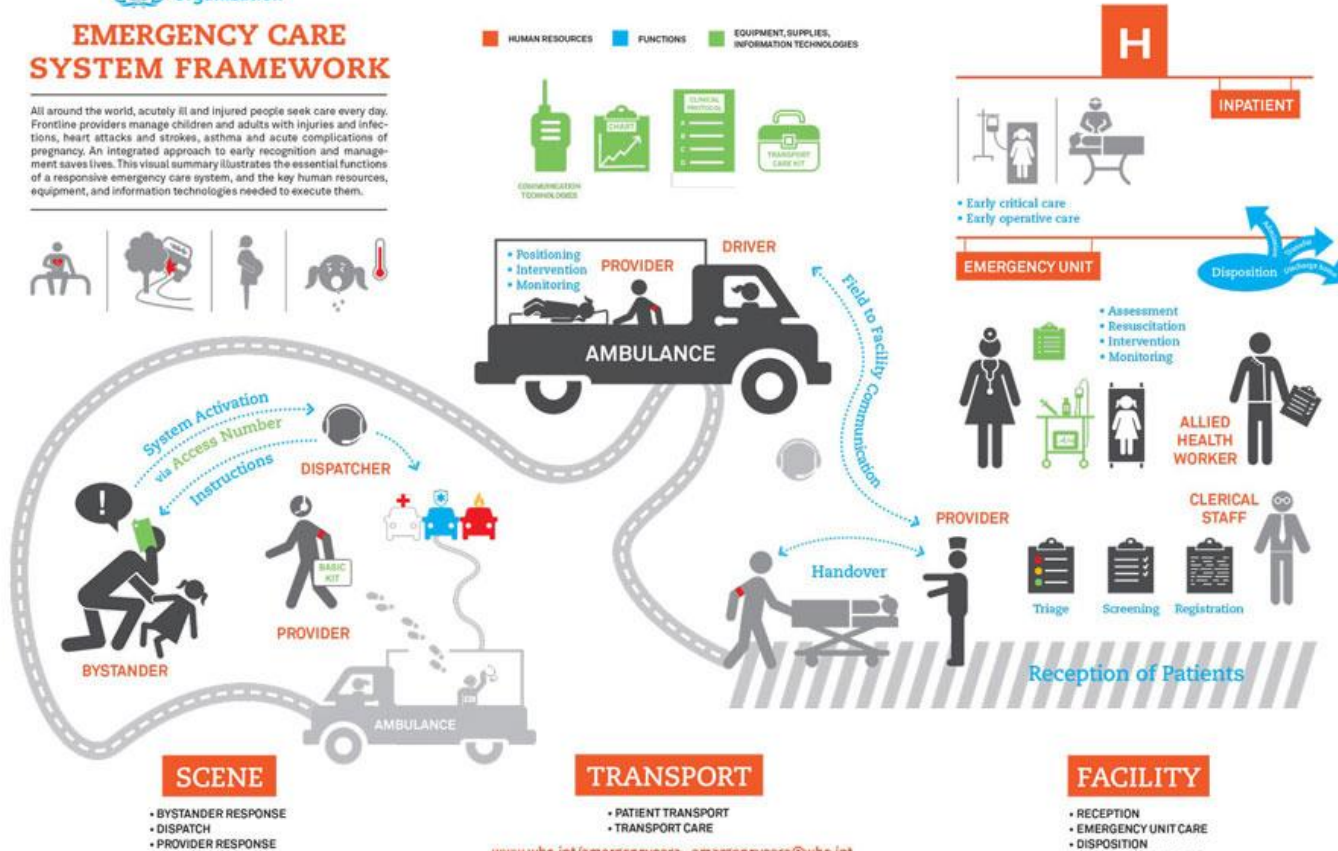 EMERGENCY CARE
SYSTEM FRAMEWORK
All around the world, acutely ill and injured people seek care every day.
Frontline providers manage children and adults with injuries and infec-
tions, heart attacks and strokes, asthma and acute complications of
pregnancy. An integrated approach to early recognition and manage-
ment saves lives. This visual summary illustrates the essential functions
of a responsive emergency care system, and the key human resources,
equipment, and information technologies needed to execute them.
HUMAN RESOURCES
FUNCTIONS
EQUIPMENT, SUPPLIES,
INFORMATION TECHNOLOGIES
CHART
CLINICAL
PROTOCOL
A
B
C
D
TRANSPORT
CARE KIT
COMMUNICATION
TECHNOLOGIES
• Positioning
• Intervention
• Monitoring
PROVIDER
DRIVER
AMBULANCE
Field to Facility Communication
System Activation
via Access Number
Instructions
DISPATCHER
!
BASIC
KIT
PROVIDER
BYSTANDER
AMBULANCE
H
INPATIENT
• Early critical care
• Early operative care
EMERGENCY UNIT
Disposition
Discharge home
• Assessment
• Resuscitation
• Intervention
• Monitoring
ALLIED
HEALTH
WORKER
CLERICAL
STAFF
PROVIDER
Handover
Triage
Screening
Registration
Reception of Patients
SCENE
• BYSTANDER RESPONSE
• DISPATCH
• PROVIDER RESPONSE
TRANSPORT
• PATIENT TRANSPORT
• TRANSPORT CARE
FACILITY
• RECEPTION
• EMERGENCY UNIT CARE
• DISPOSITION